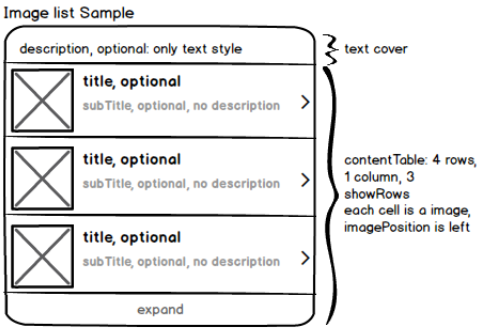 Image list Sample
description, optional: only text style
text cover
title, optional
subTitle, optional, no description
title, optional
subTitle, optional, no description
title, optional
subTitle, optional, no description
expand
contentTable: 4 rows,
1 column, 3
showRows
each cell is a image,
imagePosition is left